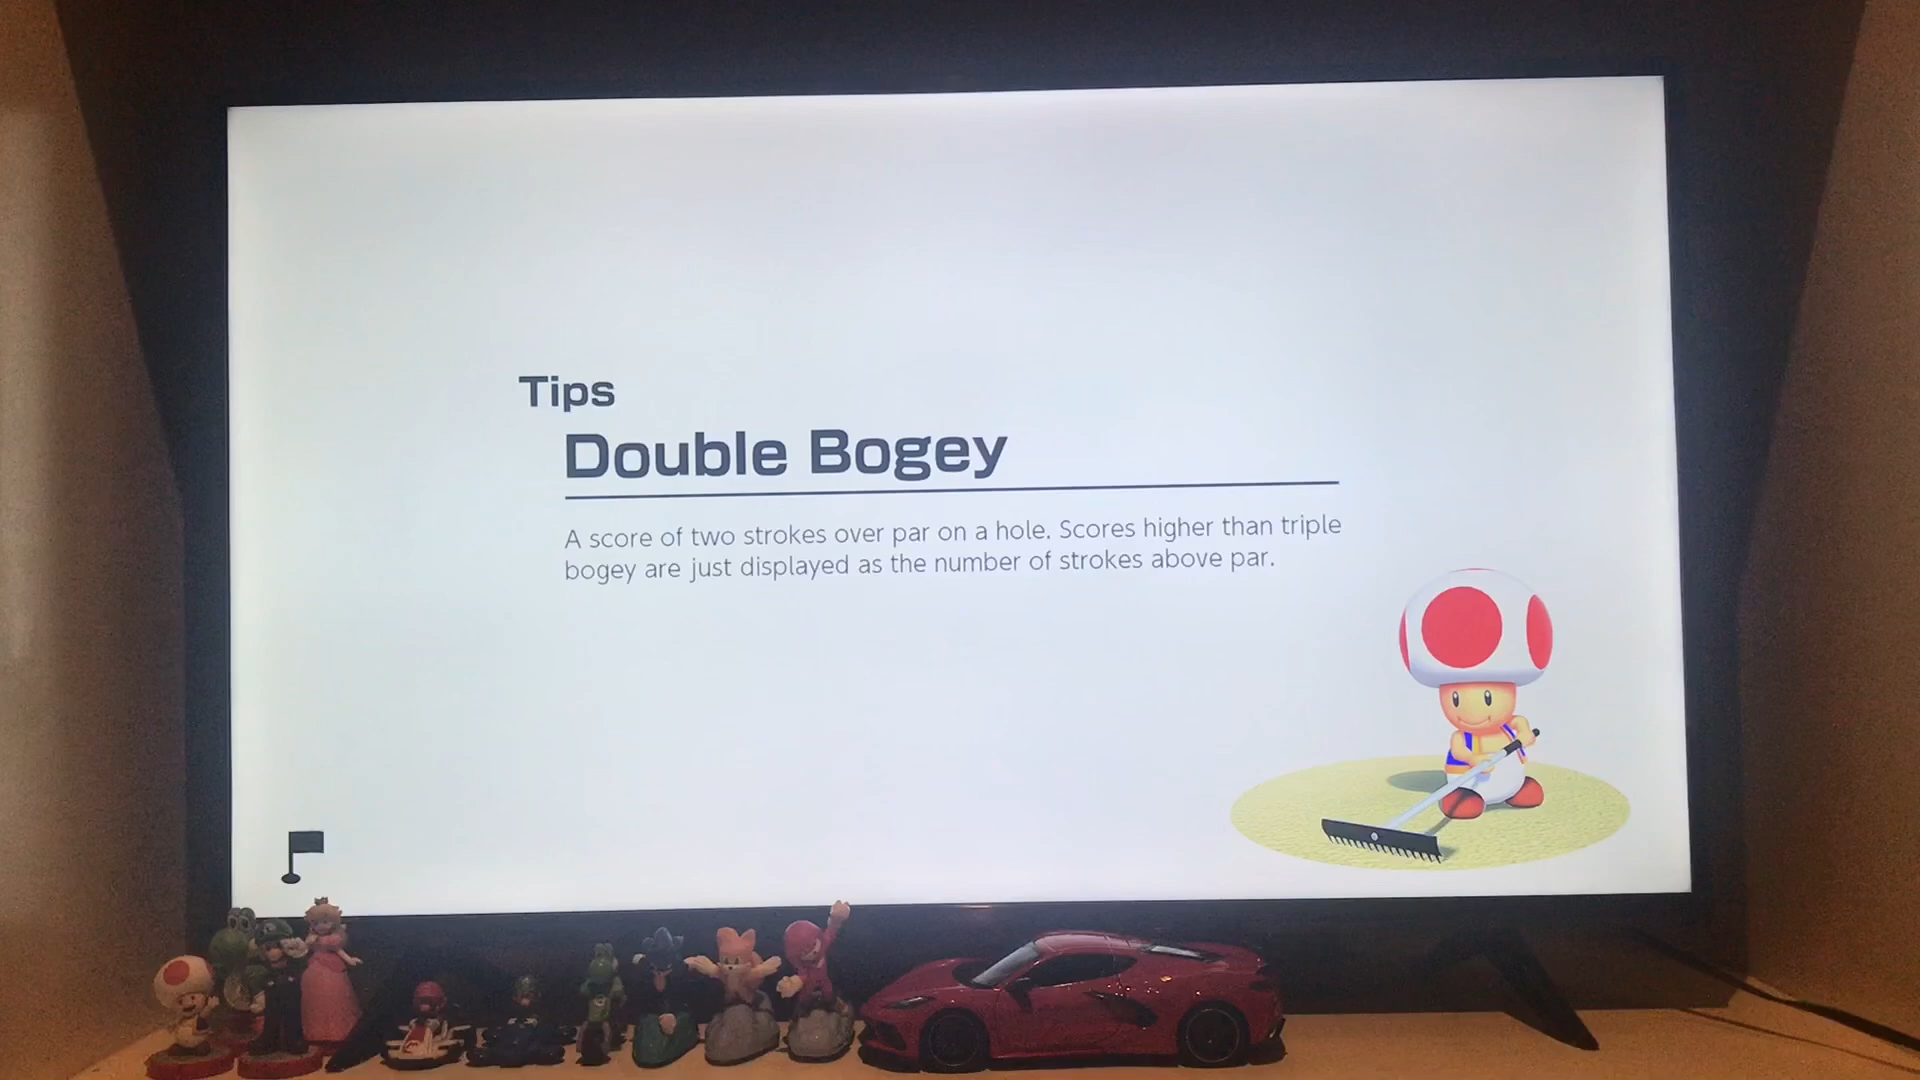 Tips
Double Bogey
A score of two strokes over par on a hole. Scores higher than triple
bogey are just displayed as the number of strokes above par.